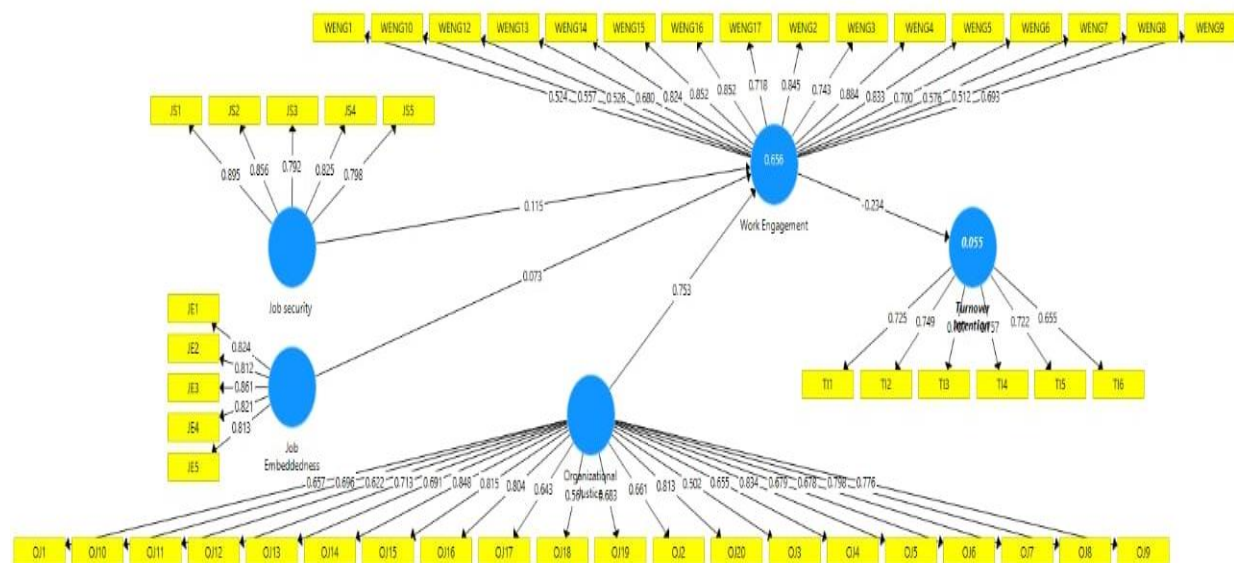 WENG1 WENG10 WENG12 WENG13 WENG14 WENG15 WENG16 WENG17 WENG2 WENG3 WENG4 WENG5 WENG6 WENG7 WENG8 WENG9
0.524 0.557 0.526 0.680 0.824 0.852 0.852 0.718 0.845 0.743 0.884 0.833 0.700 0.576 0.512 0.693
JS1 JS2 JS3 JS4 JS5
0.895 0.856 0.792 0.825 0.798
0.656
Work Engagement
0.115
-0.234
0.055
Turnover
Intention
Job security
0.073
0.753
JE1
JE2
JE3
JE4
JE5
0.824
0.812
0.861
0.821
0.813
Job
Embeddedness
0.725 0.749 0.722 0.655
TI1 TI2 TI3 TI4 TI5 TI6
Organizational
Justice
0.657 0.696 0.622 0.713 0.691 0.848 0.815 0.804 0.643 0.683 0.661 0.813 0.502 0.655 0.834 0.679 0.678 0.798 0.776
OJ1 OJ10 OJ11 OJ12 OJ13 OJ14 OJ15 OJ16 OJ17 OJ18 OJ19 OJ2 OJ20 OJ3 OJ4 OJ5 OJ6 OJ7 OJ8 OJ9